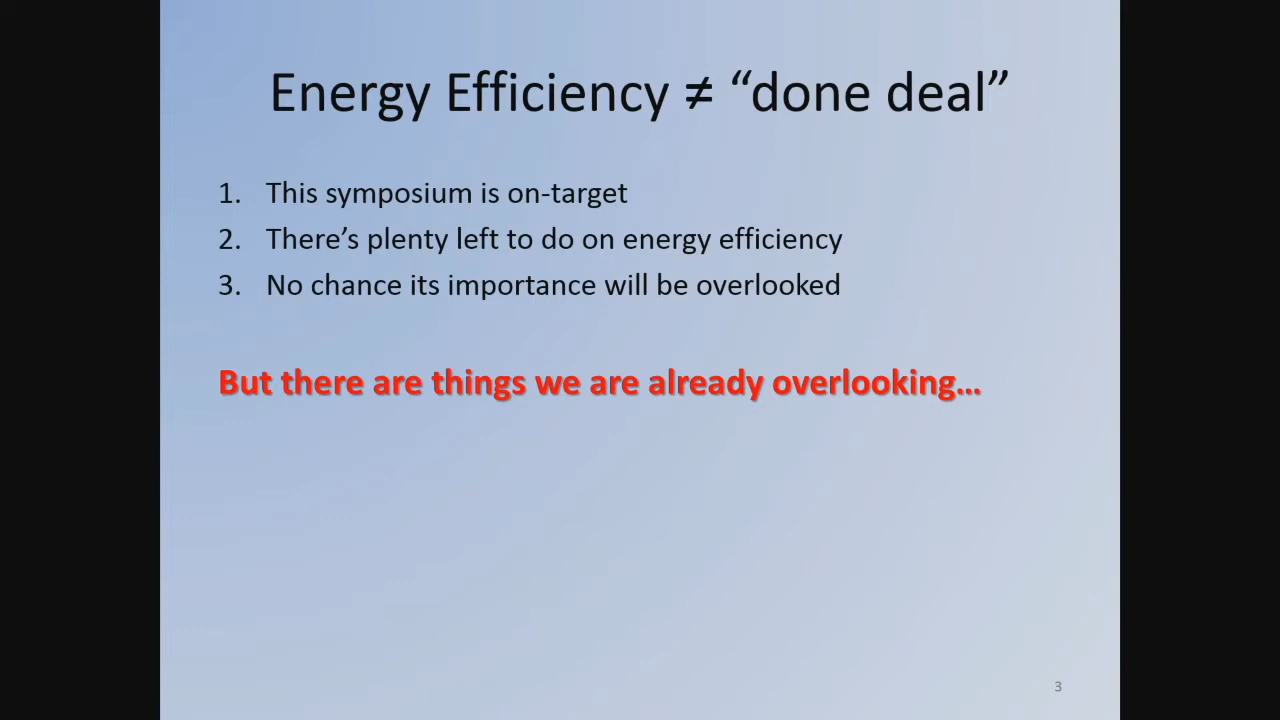 Energy Efficiency ≠ “done deal”
1. This symposium is on-target
2. There’s plenty left to do on energy efficiency
3. No chance its importance will be overlooked
But there are things we are already overlooking…
3